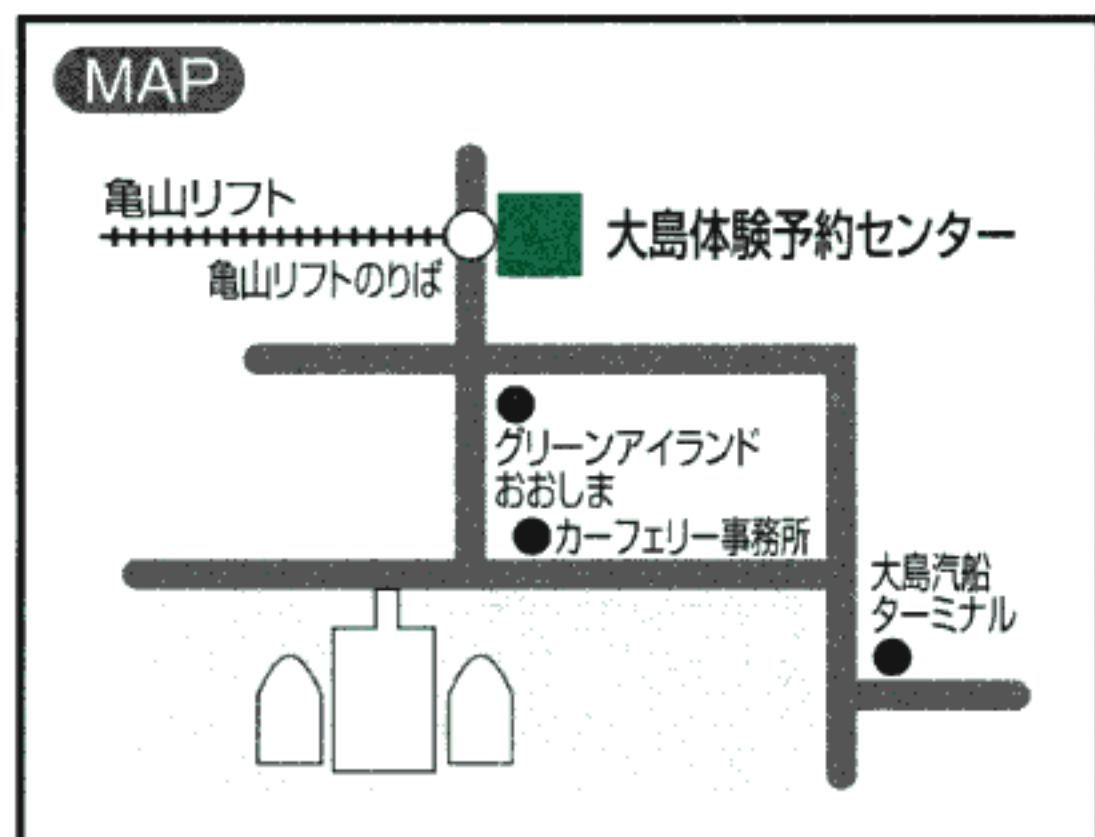 MAP
亀山リフト
亀山リフトのりば
大島体験予約センター
グリーンアイランド
おおしま
カーフェリー事務所
大島汽船
ターミナル